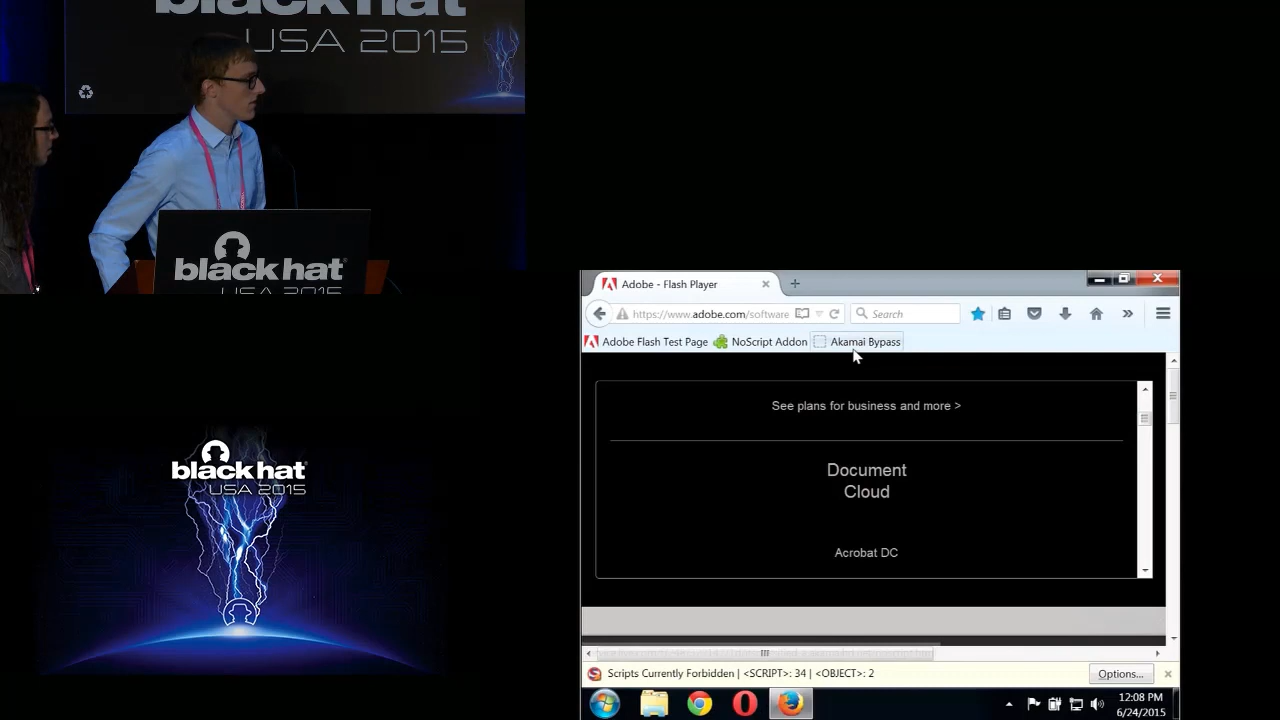 black hat
USA 2015
black hat
USA 2015
Adobe - Flash Player
https://www.adobe.com/software
Search
Adobe Flash Test Page
NoScript Addon
Akamai Bypass
See plans for business and more >
Document
Cloud
Acrobat DC
black hat
USA 2015
Scripts Currently Forbidden | <SCRIPT>: 34 | <OBJECT>: 2
Options...
12:08 PM
6/24/2015